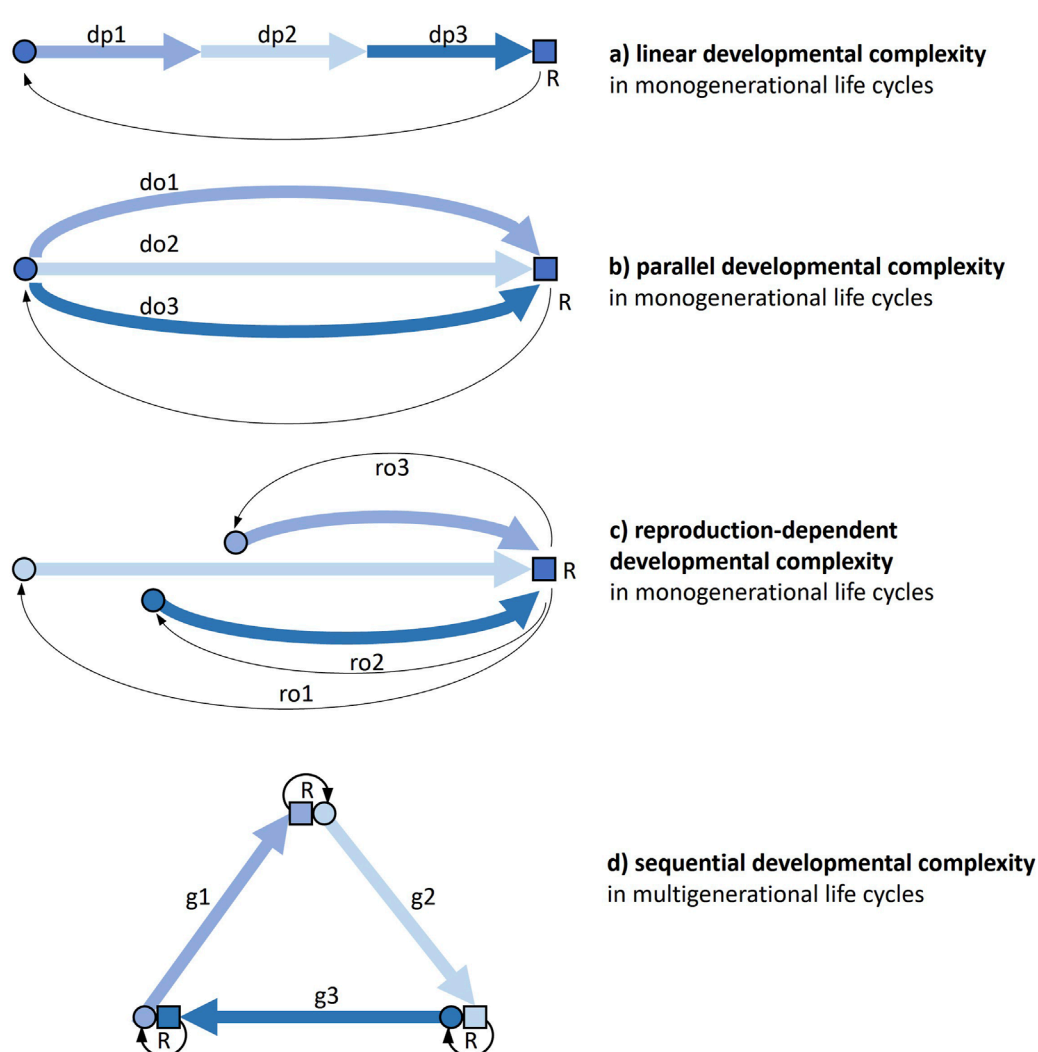 dp1 dp2 dp3
R
a) linear developmental complexity
in monogenerational life cycles
do1
do2
do3
R
b) parallel developmental complexity
in monogenerational life cycles
ro3
R
ro2
ro1
c) reproduction-dependent
developmental complexity
in monogenerational life cycles
R
g1 g2
g3
R R
d) sequential developmental complexity
in multigenerational life cycles